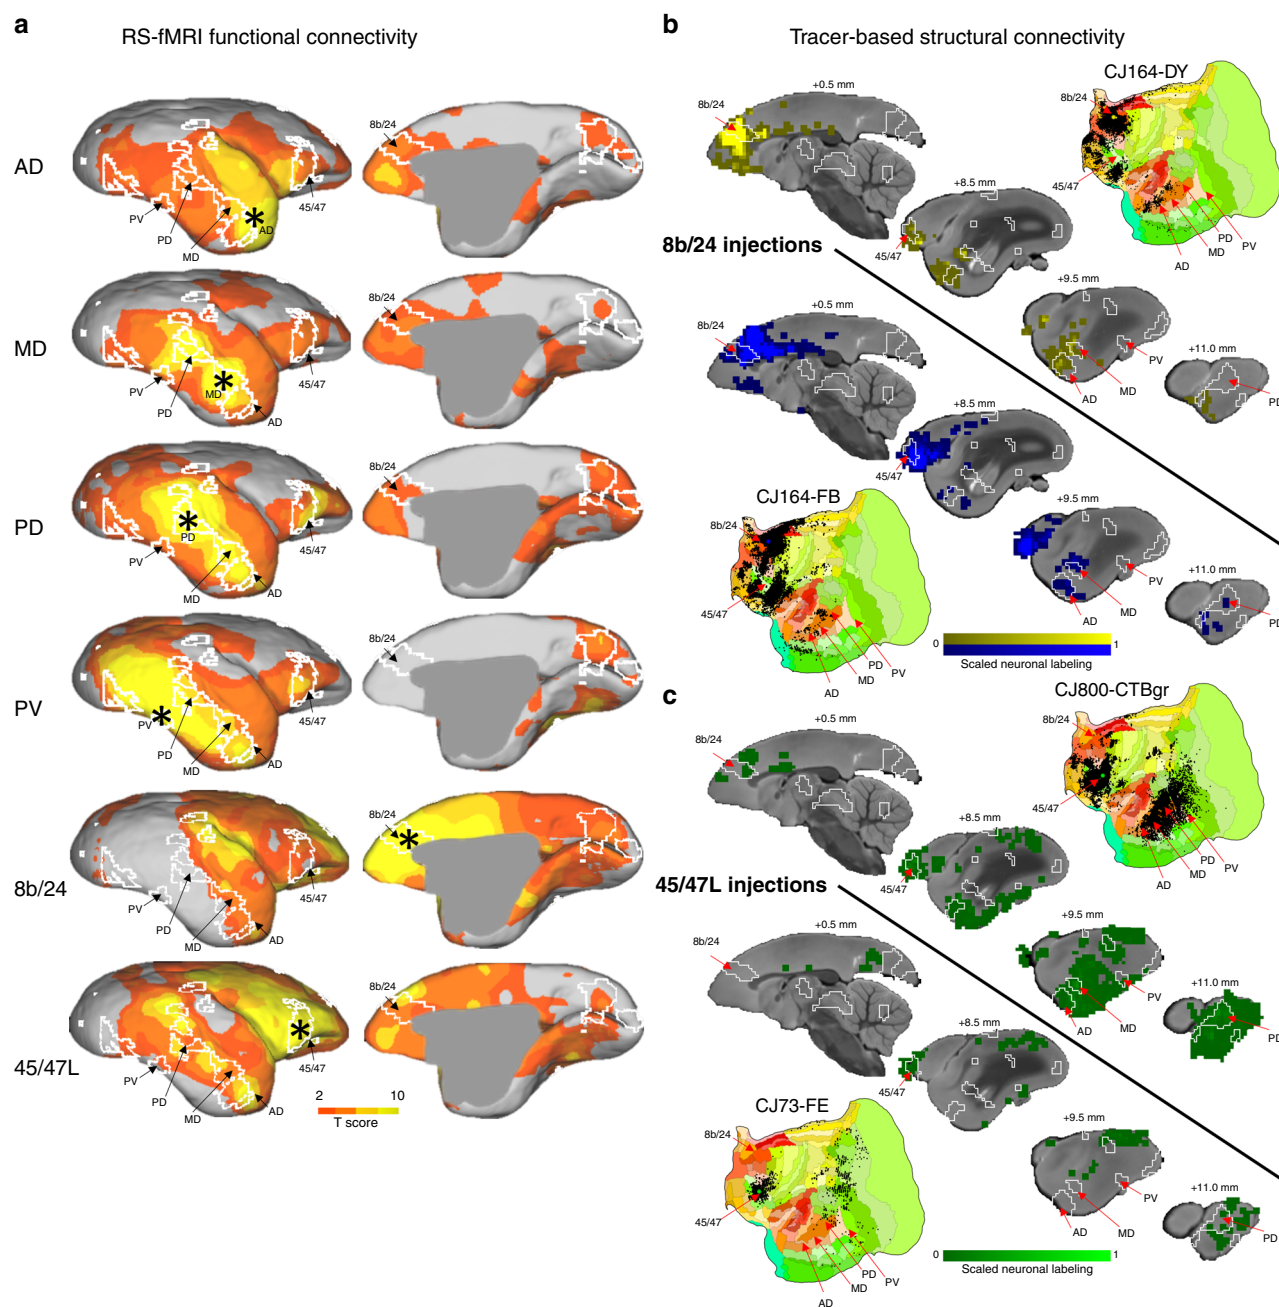 a
RS-fMRI functional connectivity
AD
8b/24
PV
PD
MD
AD
45/47
MD
8b/24
PV
PD
MD
AD
45/47
PD
8b/24
PD
PV
MD
AD
45/47
PV
8b/24
PV
PD
MD
AD
45/47
8b/24
8b/24
PV
PD
MD
AD
45/47
45/47L
8b/24
PV
PD
MD
AD
45/47
2 10
T score
b
Tracer-based structural connectivity
CJ164-DY
+0.5 mm
8b/24
8b/24
45/47
PD
PV
MD
AD
+8.5 mm
45/47
8b/24 injections
+9.5 mm
PV
MD
AD
+11.0 mm
PD
+0.5 mm
8b/24
+8.5 mm
45/47
CJ164-FB
8b/24
45/47
PV
PD
MD
AD
+9.5 mm
PV
MD
AD
+11.0 mm
PD
0 1
Scaled neuronal labeling
c
CJ800-CTBgr
+0.5 mm
8b/24
8b/24
45/47
PD
PV
MD
AD
+8.5 mm
45/47
45/47L injections
+9.5 mm
PV
MD
AD
+11.0 mm
PD
+0.5 mm
8b/24
+8.5 mm
45/47
CJ73-FE
8b/24
45/47
PD
PV
MD
AD
+9.5 mm
PV
MD
AD
+11.0 mm
PD
0 1
Scaled neuronal labeling